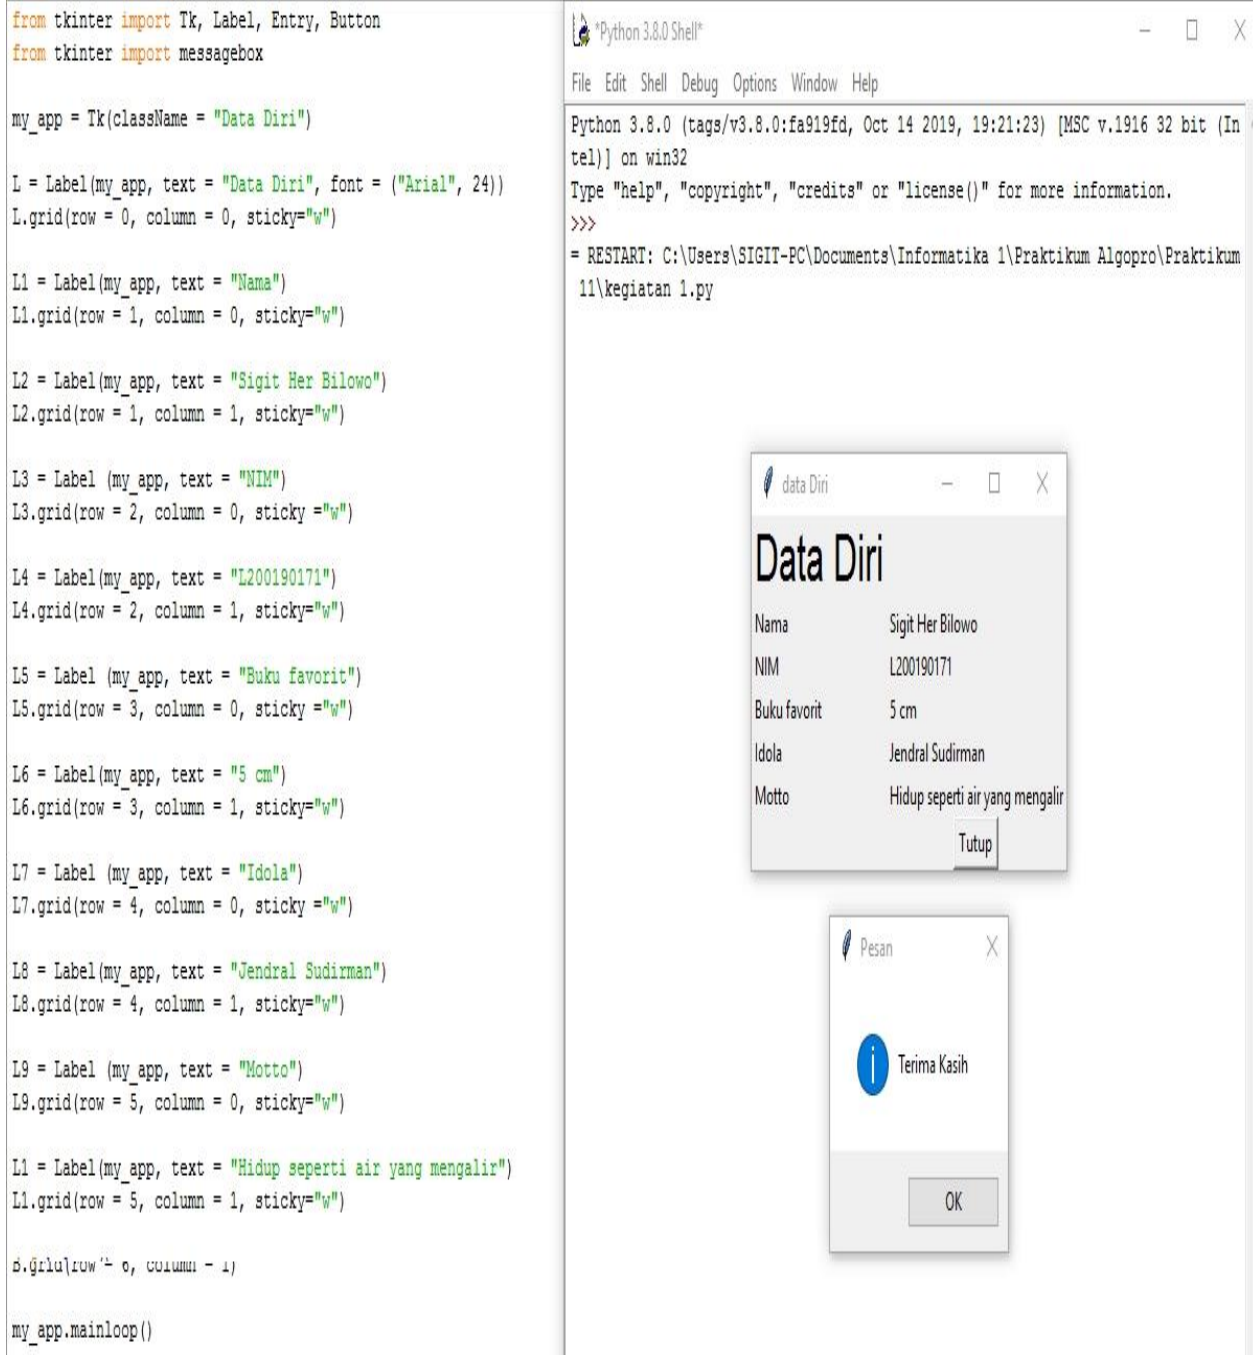 from tkinter import Tk, Label, Entry, Button
from tkinter import messagebox
my_app = Tk(className = "Data Diri")
L = Label(my_app, text = "Data Diri", font = ("Arial", 24))
L.grid(row = 0, column = 0, sticky="w")
L1 = Label(my_app, text = "Nama")
L1.grid(row = 1, column = 0, sticky="w")
L2 = Label(my_app, text = "Sigit Her Bilowo")
L2.grid(row = 1, column = 1, sticky="w")
L3 = Label (my_app, text = "NIM")
L3.grid(row = 2, column = 0, sticky ="w")
L4 = Label(my_app, text = "L200190171")
L4.grid(row = 2, column = 1, sticky="w")
L5 = Label (my_app, text = "Buku favorit")
L5.grid(row = 3, column = 0, sticky ="w")
L6 = Label(my_app, text = "5 cm")
L6.grid(row = 3, column = 1, sticky="w")
L7 = Label (my_app, text = "Idola")
L7.grid(row = 4, column = 0, sticky ="w")
L8 = Label(my_app, text = "Jendral Sudirman")
L8.grid(row = 4, column = 1, sticky="w")
L9 = Label (my_app, text = "Motto")
L9.grid(row = 5, column = 0, sticky="w")
L1 = Label(my_app, text = "Hidup seperti air yang mengalir")
L1.grid(row = 5, column = 1, sticky="w")
my_app.mainloop()
*Python 3.8.0 Shell*
File Edit Shell Debug Options Window Help
Python 3.8.0 (tags/v3.8.0:fa919fd, Oct 14 2019, 19:21:23) [MSC v.1916 32 bit (In
tel)] on win32
Type "help", "copyright", "credits" or "license()" for more information.
>>>
= RESTART: C:\Users\SIGIT-PC\Documents\Informatika 1\Praktikum Algopro\Praktikum
11\kegiatan 1.py
data Diri
Data Diri
Nama Sigit Her Bilowo
NIM L200190171
Buku favorit 5 cm
Idola Jendral Sudirman
Motto Hidup seperti air yang mengalir
Tutup
Pesan
Terima Kasih
OK